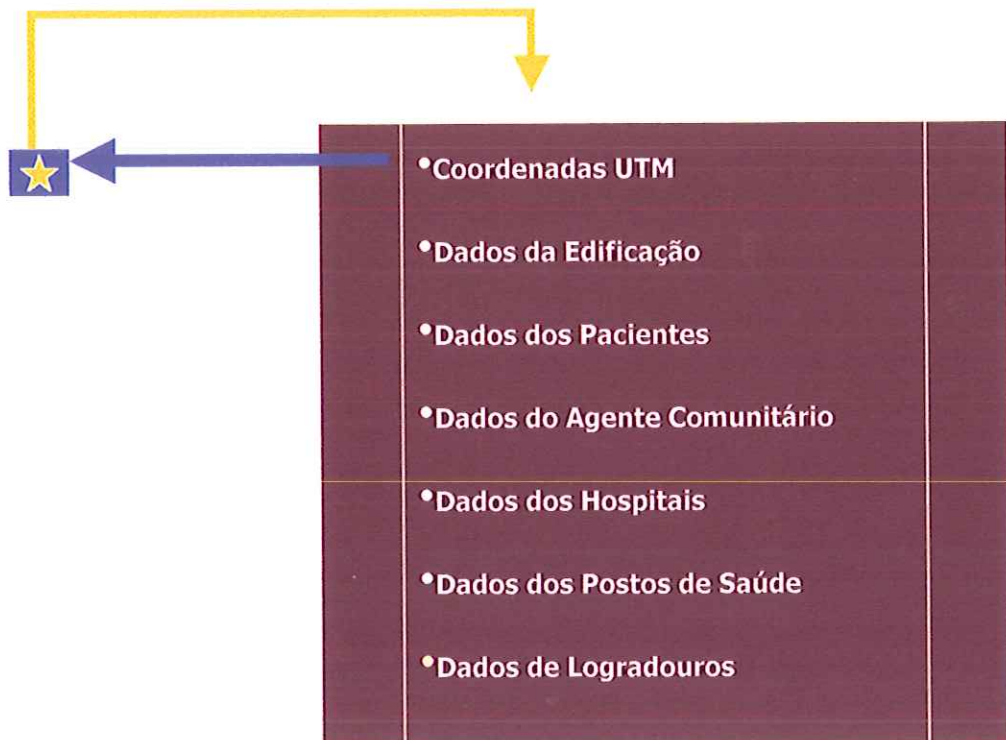 •Coordenadas UTM
•Dados da Edificação
•Dados dos Pacientes
•Dados do Agente Comunitário
•Dados dos Hospitais
•Dados dos Postos de Saúde
•Dados de Logradouros